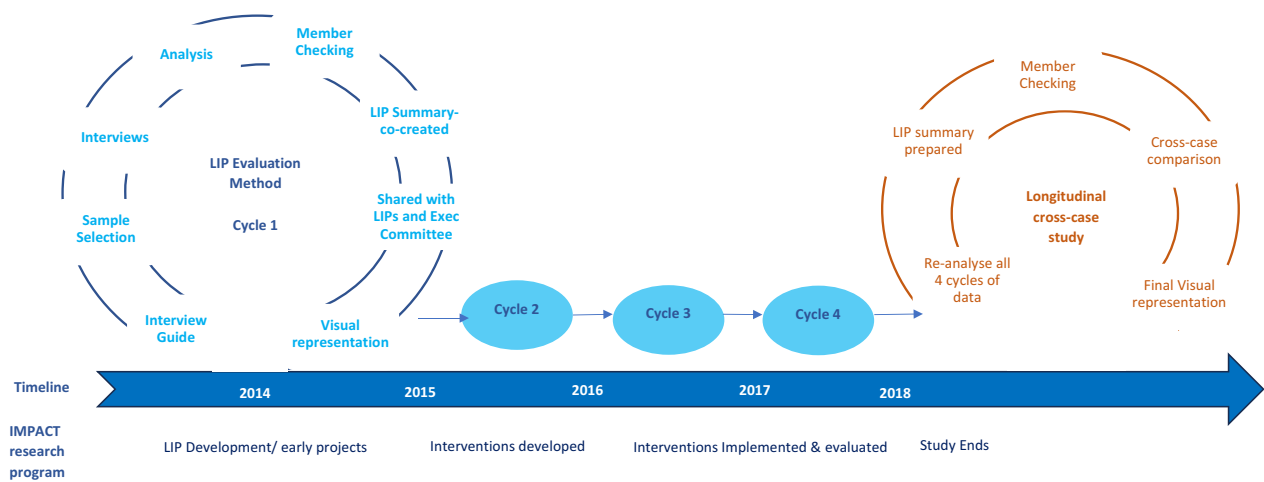 Analysis
Member
Checking
Interviews
LIP Summary-
co-created
LIP Evaluation
Method
Cycle 1
Sample
Selection
Shared with
LIPs and Exec
Committee
Interview
Guide
Visual
representation
Cycle 2
Cycle 3
Cycle 4
Member
Checking
LIP summary
prepared
Cross-case
comparison
Longitudinal
cross-case
study
Re-analyse all
4 cycles of
data
Final Visual
representation
Timeline
2014
2015
2016
2017
2018
IMPACT
research
program
LIP Development/ early projects
Interventions developed
Interventions Implemented & evaluated
Study Ends